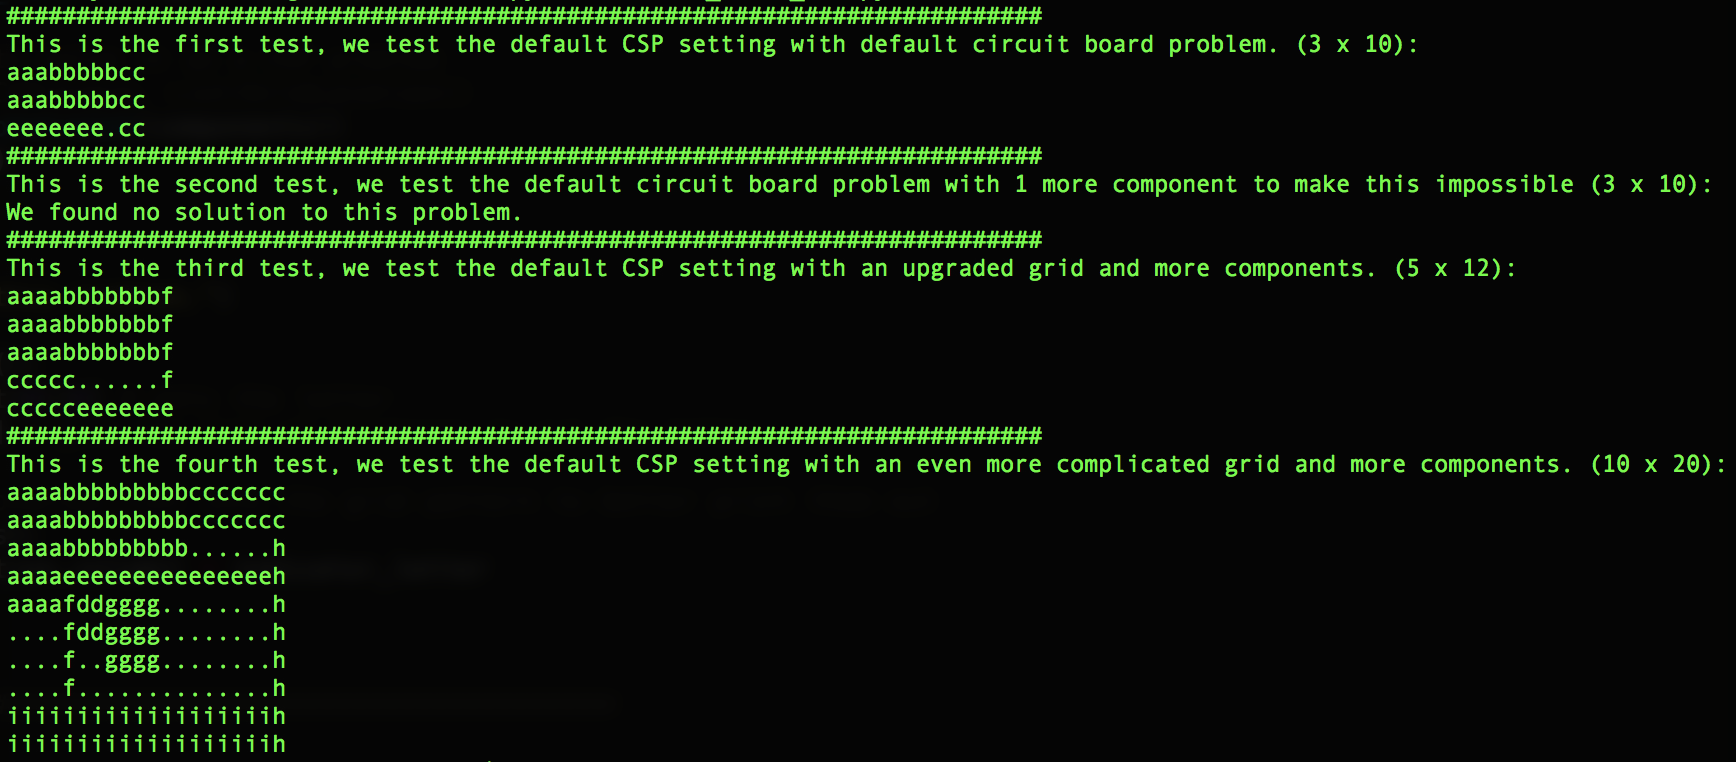 ##########################################################################
This is the first test, we test the default CSP setting with default circuit board problem. (3 x 10):
aaabbbbbcc
aaabbbbbcc
eeeeeee.cc
##########################################################################
This is the second test, we test the default circuit board problem with 1 more component to make this impossible (3 x 10):
We found no solution to this problem.
##########################################################################
This is the third test, we test the default CSP setting with an upgraded grid and more components. (5 x 12):
aaaabbbbbbbf
aaaabbbbbbbf
aaaabbbbbbbf
ccccc......f
ccccceeeeeee
##########################################################################
This is the fourth test, we test the default CSP setting with an even more complicated grid and more components. (10 x 20):
aaaabbbbbbbbbccccccc
aaaabbbbbbbbbccccccc
aaaabbbbbbbbb......h
aaaaeeeeeeeeeeeeeeeh
aaaafddgggg........h
....fddgggg........h
....f..gggg........h
....f..............h
iiiiiiiiiiiiiiiiiiih
iiiiiiiiiiiiiiiiiiih